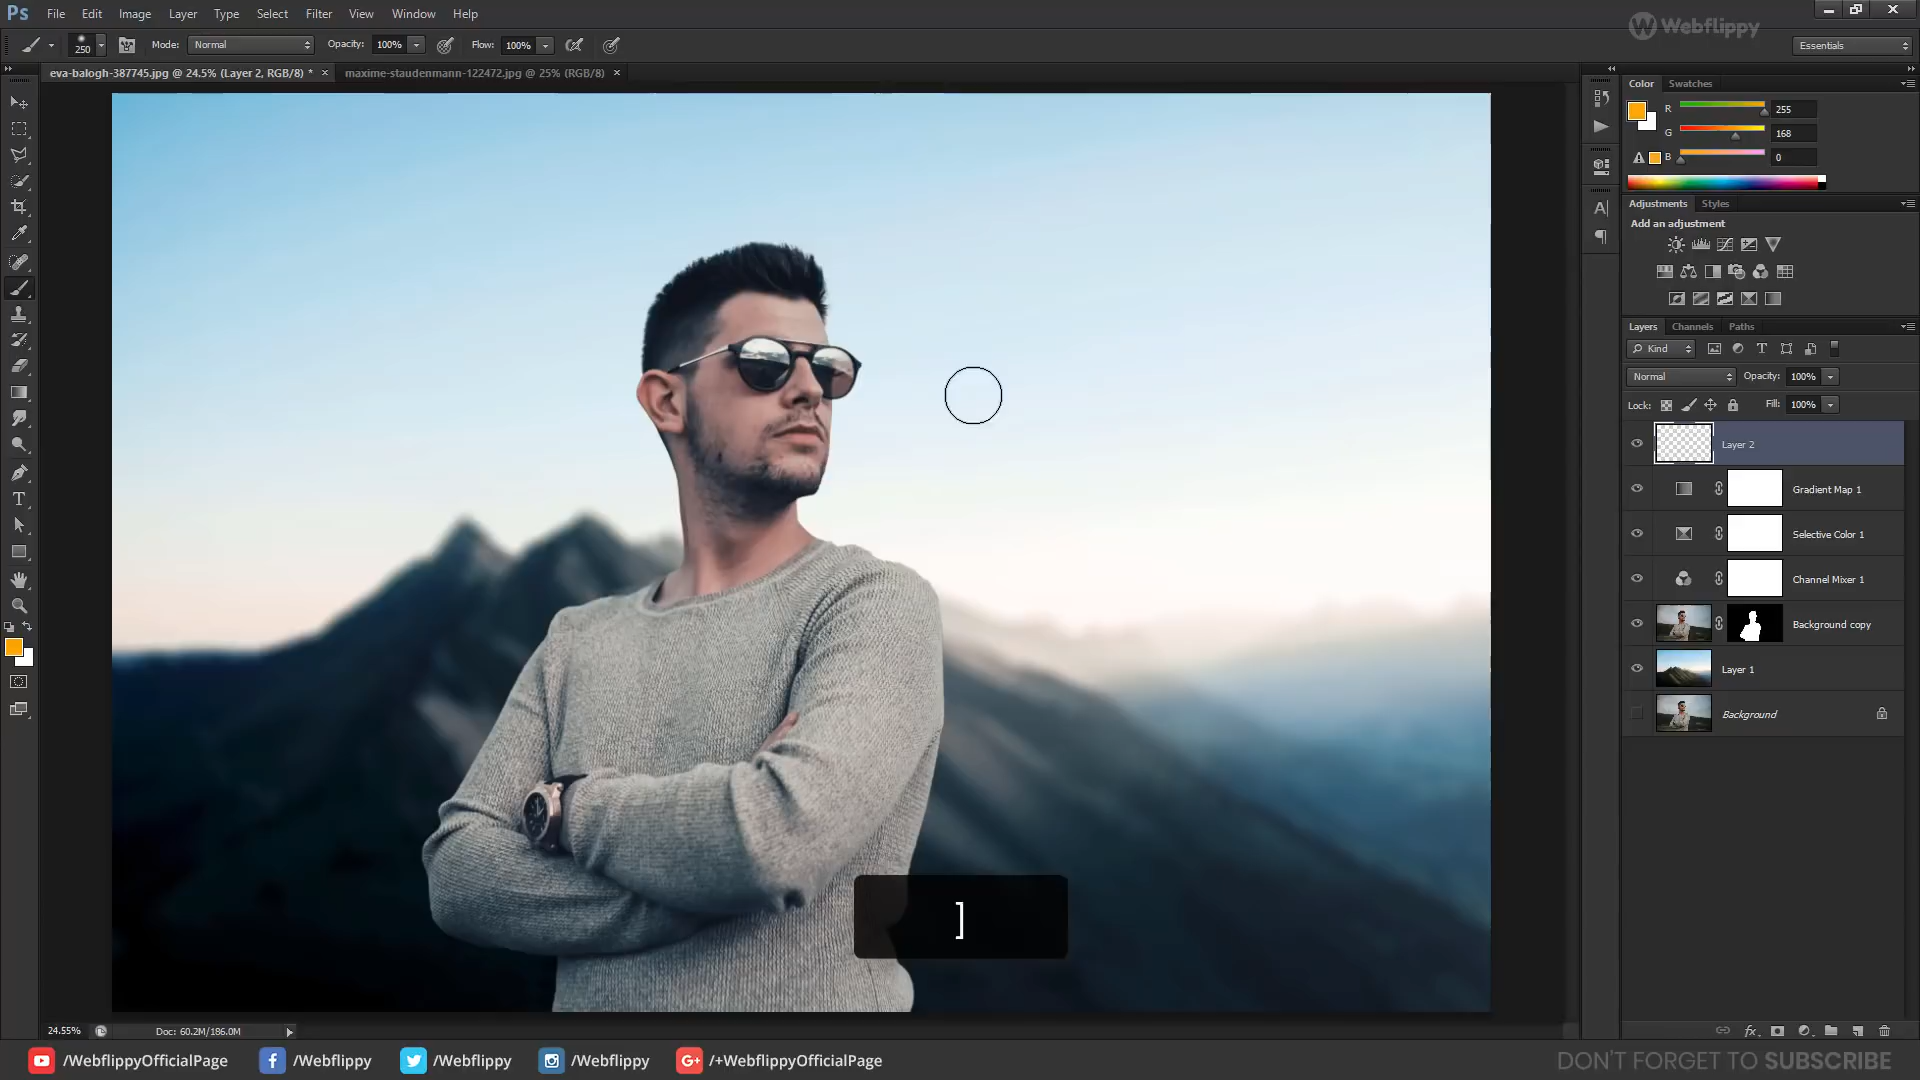 Ps File Edit Image Layer Type Select Filter View Window Help
Webflippy
250 Mode: Normal Opacity: 100% Flow: 100% Essentials
eva-balogh-387745.jpg @ 24.5% (Layer 2, RGB/8) * × maxime-staudenmann-122472.jpg @ 25% (RGB/8) ×
Color Swatches
R 255
G 168
B 0
Adjustments Styles
Add an adjustment
Layers Channels Paths
Kind
Normal Opacity: 100%
Lock: Fill: 100%
Layer 2
Gradient Map 1
Selective Color 1
Channel Mixer 1
Background copy
Layer 1
Background
]
24.55% Doc: 60.2M/186.0M
/WebflippyOfficialPage /Webflippy /Webflippy /Webflippy /+WebflippyOfficialPage DON'T FORGET TO SUBSCRIBE